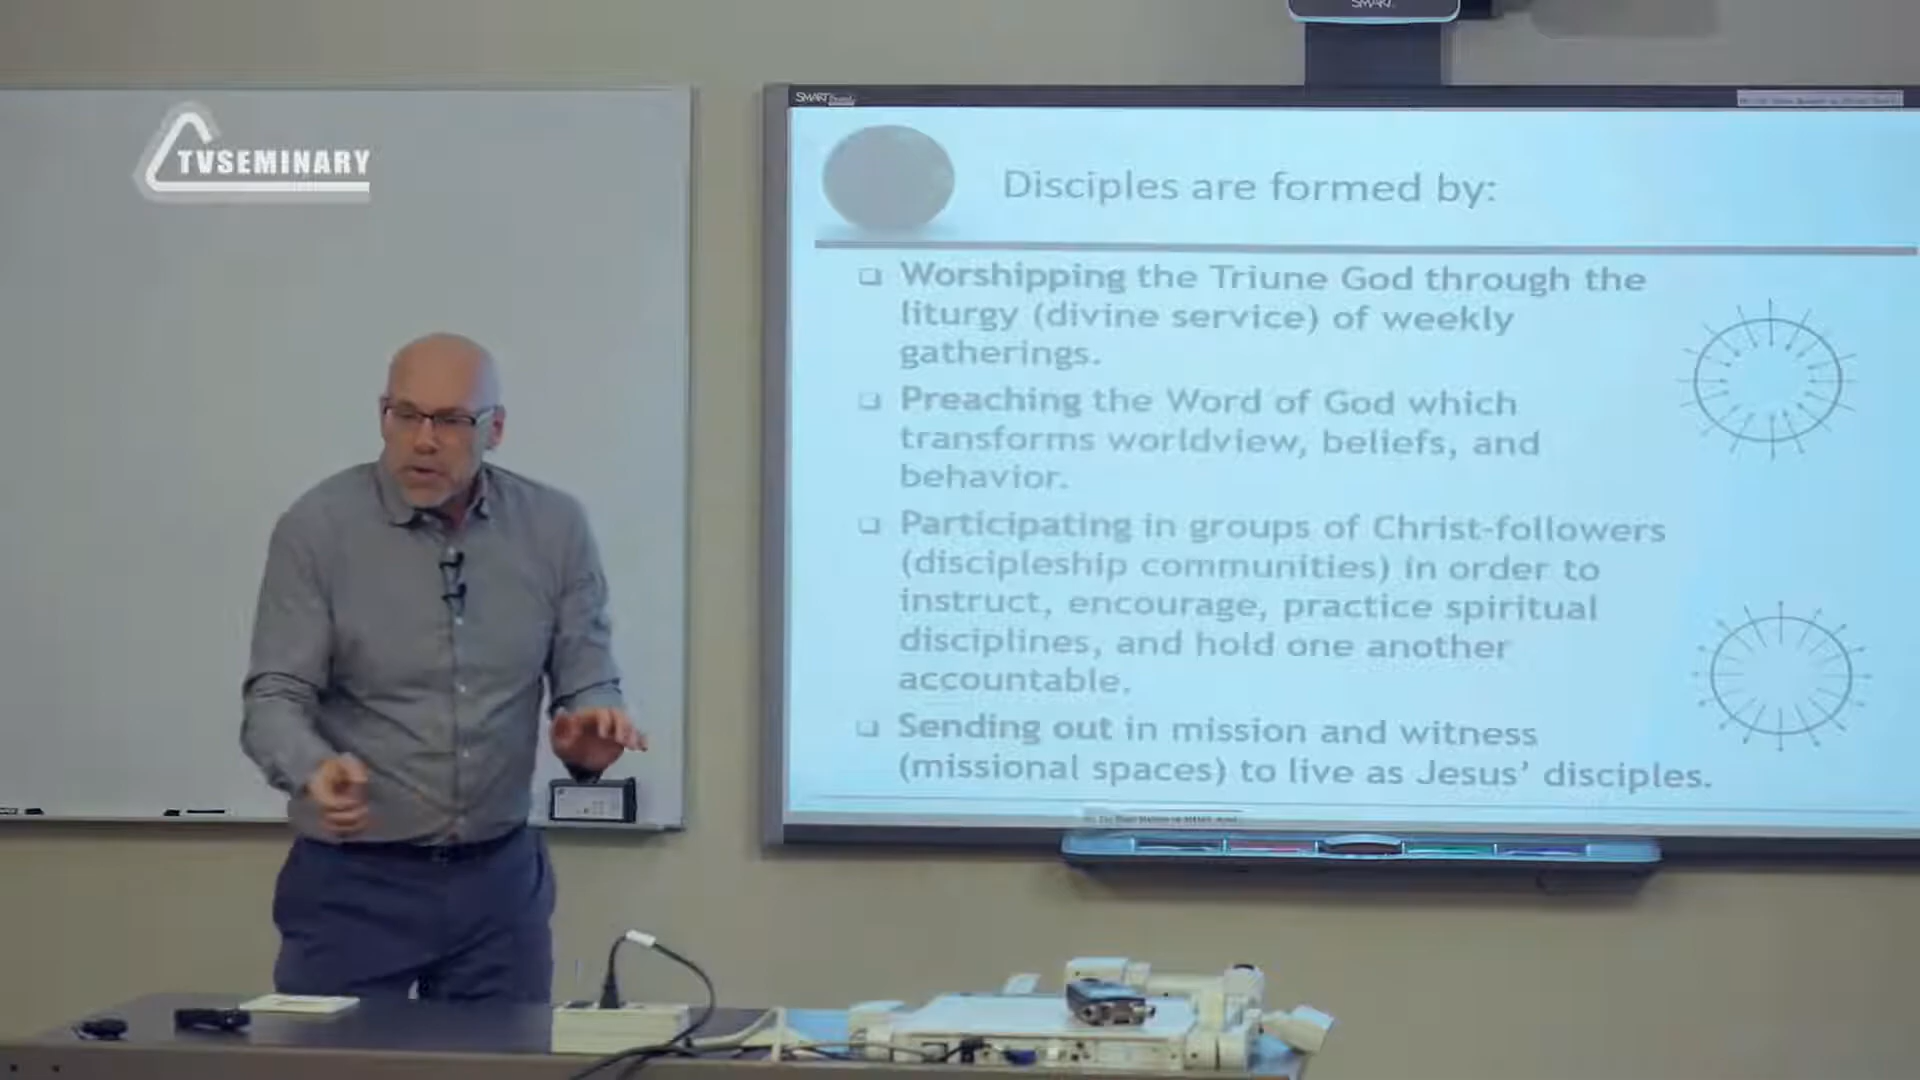 SMART
SMART
TVSEMINARY
Disciples are formed by:
❑ Worshipping the Triune God through the
liturgy (divine service) of weekly
gatherings.
❑ Preaching the Word of God which
transforms worldview, beliefs, and
behavior.
❑ Participating in groups of Christ-followers
(discipleship communities) in order to
instruct, encourage, practice spiritual
disciplines, and hold one another
accountable.
❑ Sending out in mission and witness
(missional spaces) to live as Jesus’ disciples.